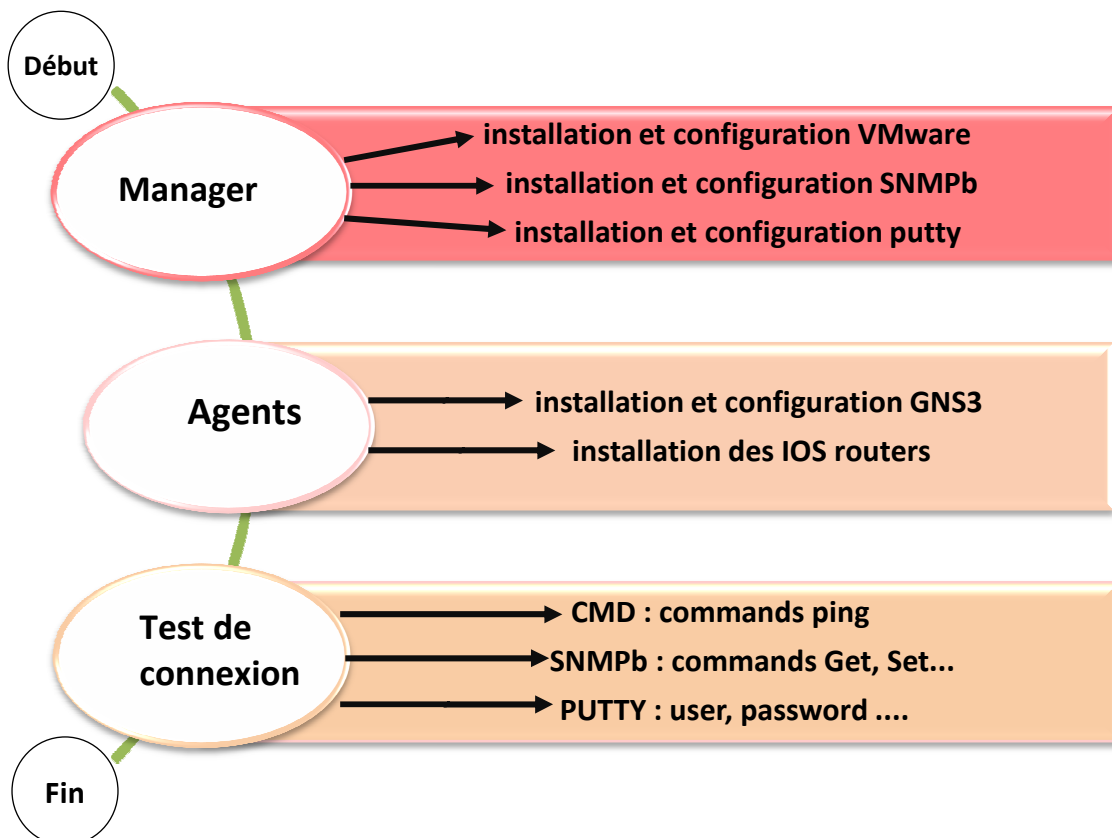 Début
Manager
installation et configuration VMware
installation et configuration SNMPb
installation et configuration putty
Agents
installation et configuration GNS3
installation des IOS routers
Test de
connexion
CMD : commands ping
SNMPb : commands Get, Set...
PUTTY : user, password ....
Fin